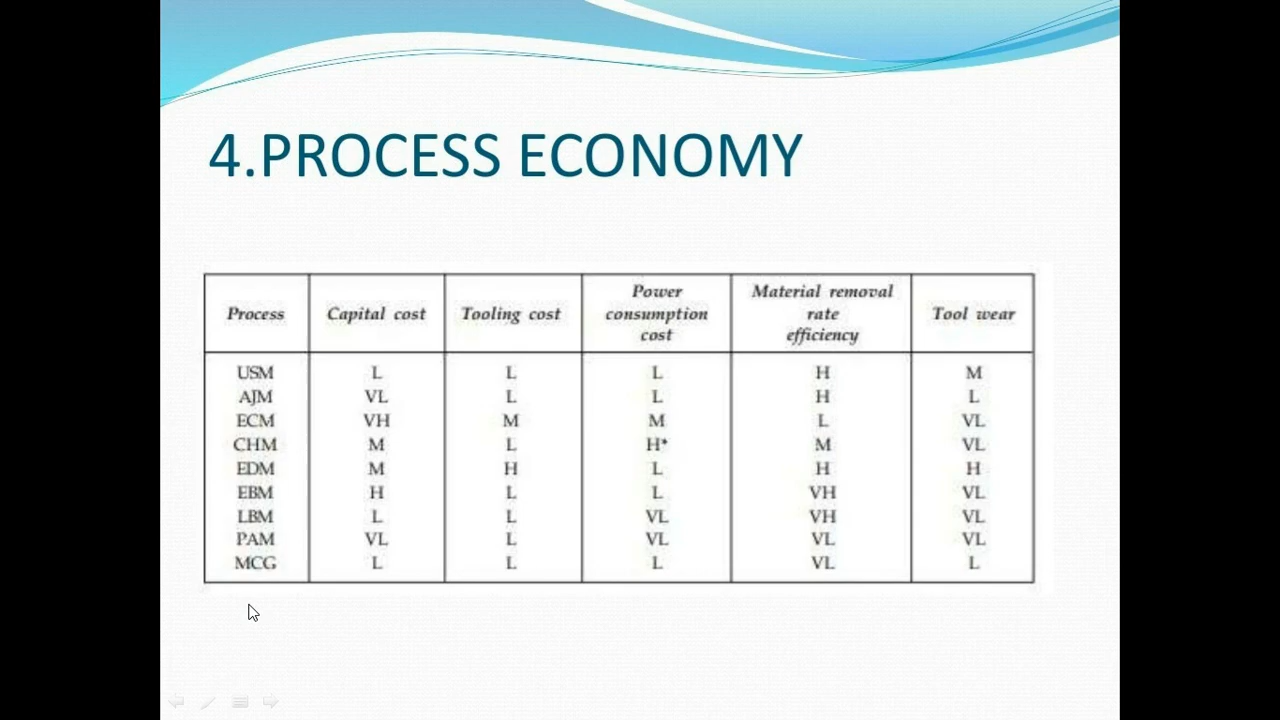 4.PROCESS ECONOMY
Process Capital cost Tooling cost Power consumption cost Material removal rate efficiency Tool wear
USM L L L H M
AJM VL L L H L
ECM VH M M L VL
CHM M L H* M VL
EDM M H L H H
EBM H L L VH VL
LBM L L VL VH VL
PAM VL L VL VL VL
MCG L L L VL L